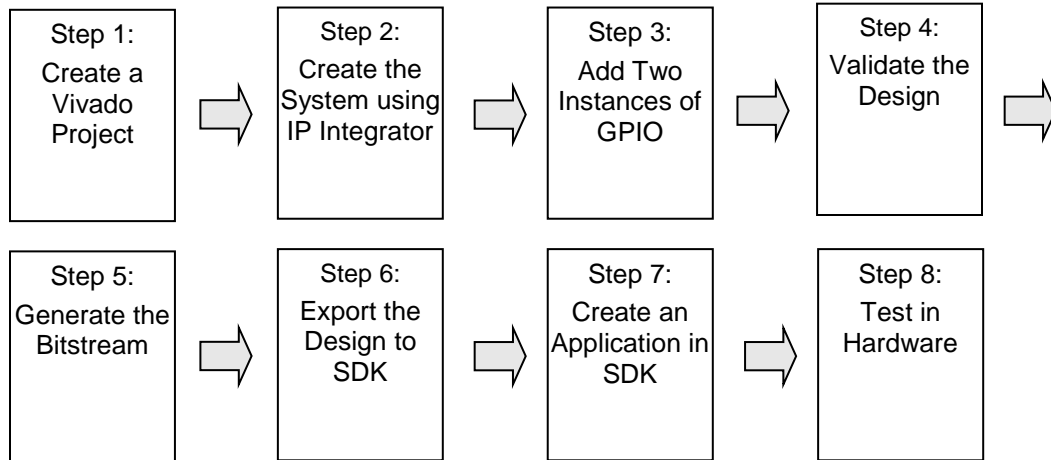 Step 1:
Create a
Vivado
Project
Step 2:
Create the
System using
IP Integrator
Step 3:
Add Two
Instances of
GPIO
Step 4:
Validate the
Design
Step 5:
Generate the
Bitstream
Step 6:
Export the
Design to
SDK
Step 7:
Create an
Application in
SDK
Step 8:
Test in
Hardware